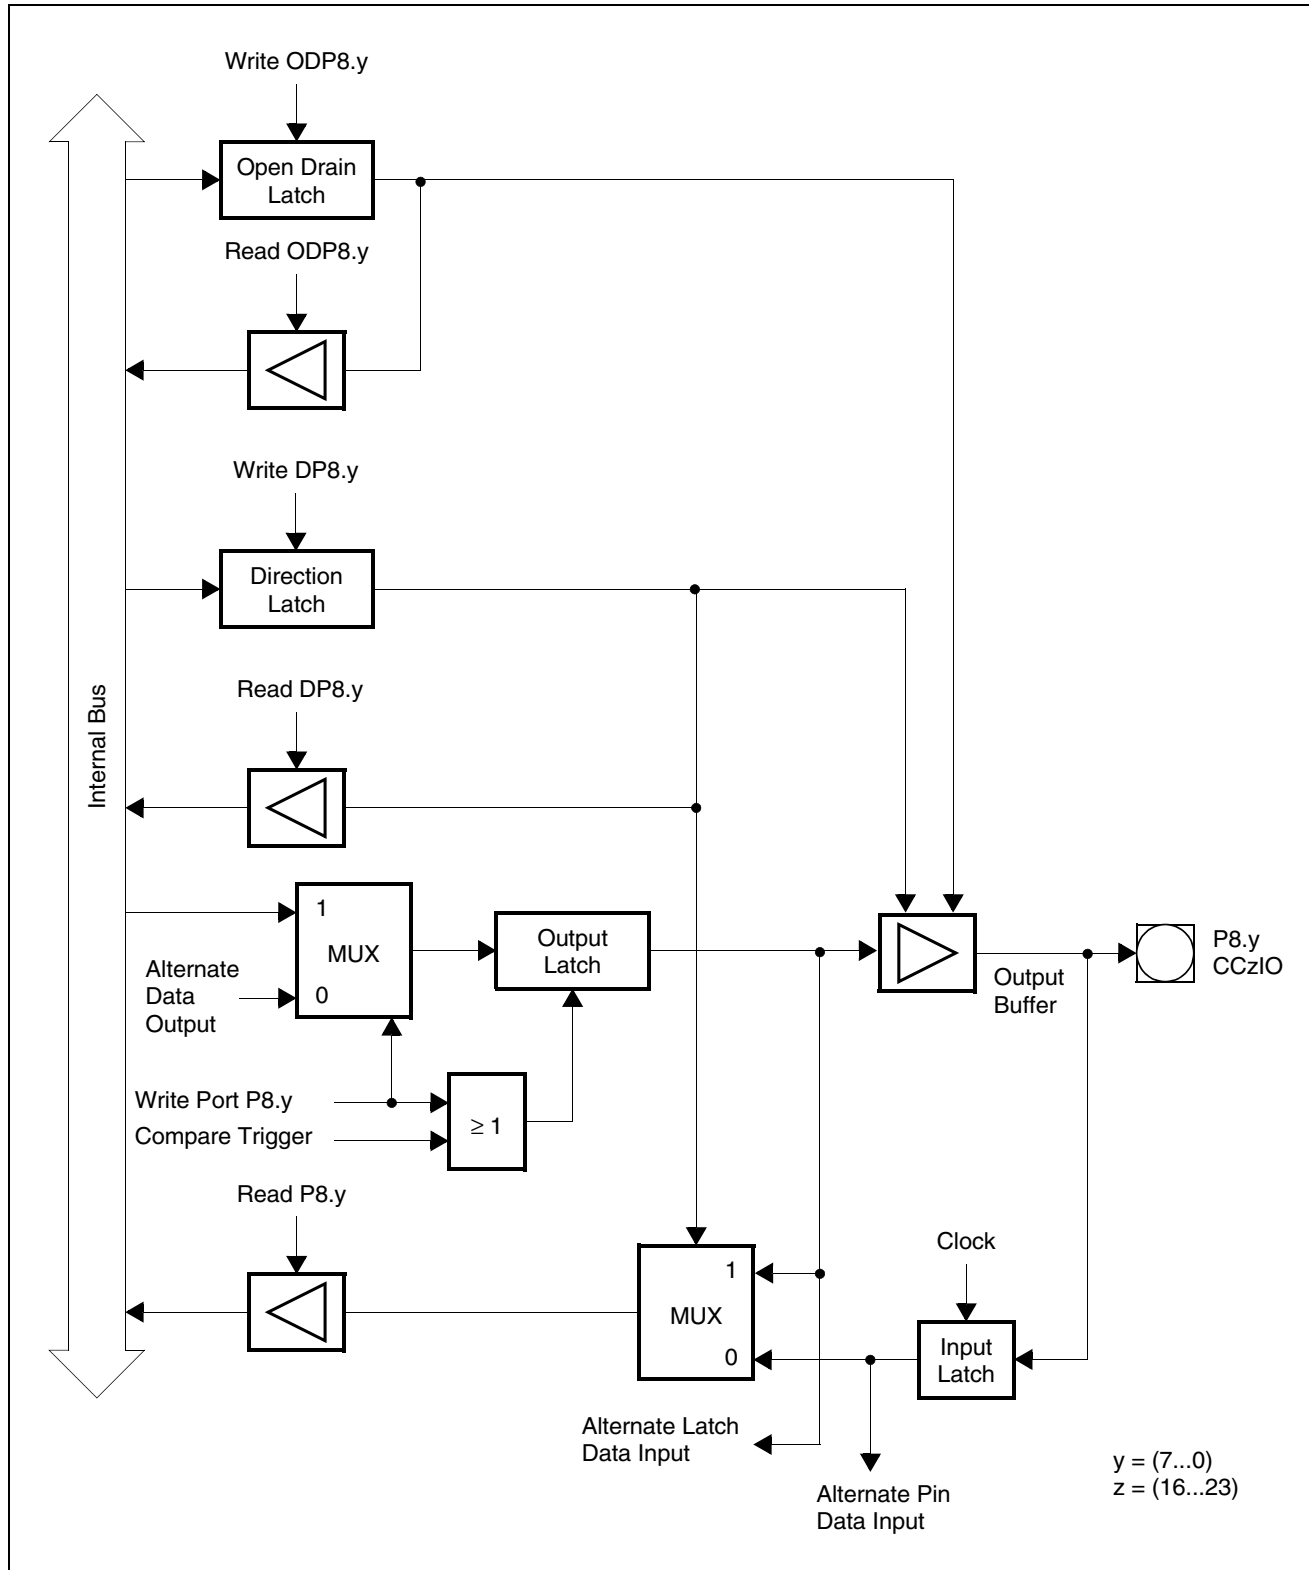 Write ODP8.y
Open Drain
Latch
Read ODP8.y
Write DP8.y
Direction
Latch
Read DP8.y
Internal Bus
1
MUX
0
Alternate
Data
Output
Output
Latch
Output
Buffer
P8.y
CCzIO
Write Port P8.y
Compare Trigger
≥ 1
Read P8.y
1
MUX
0
Clock
Input
Latch
Alternate Latch
Data Input
Alternate Pin
Data Input
y = (7...0)
z = (16...23)